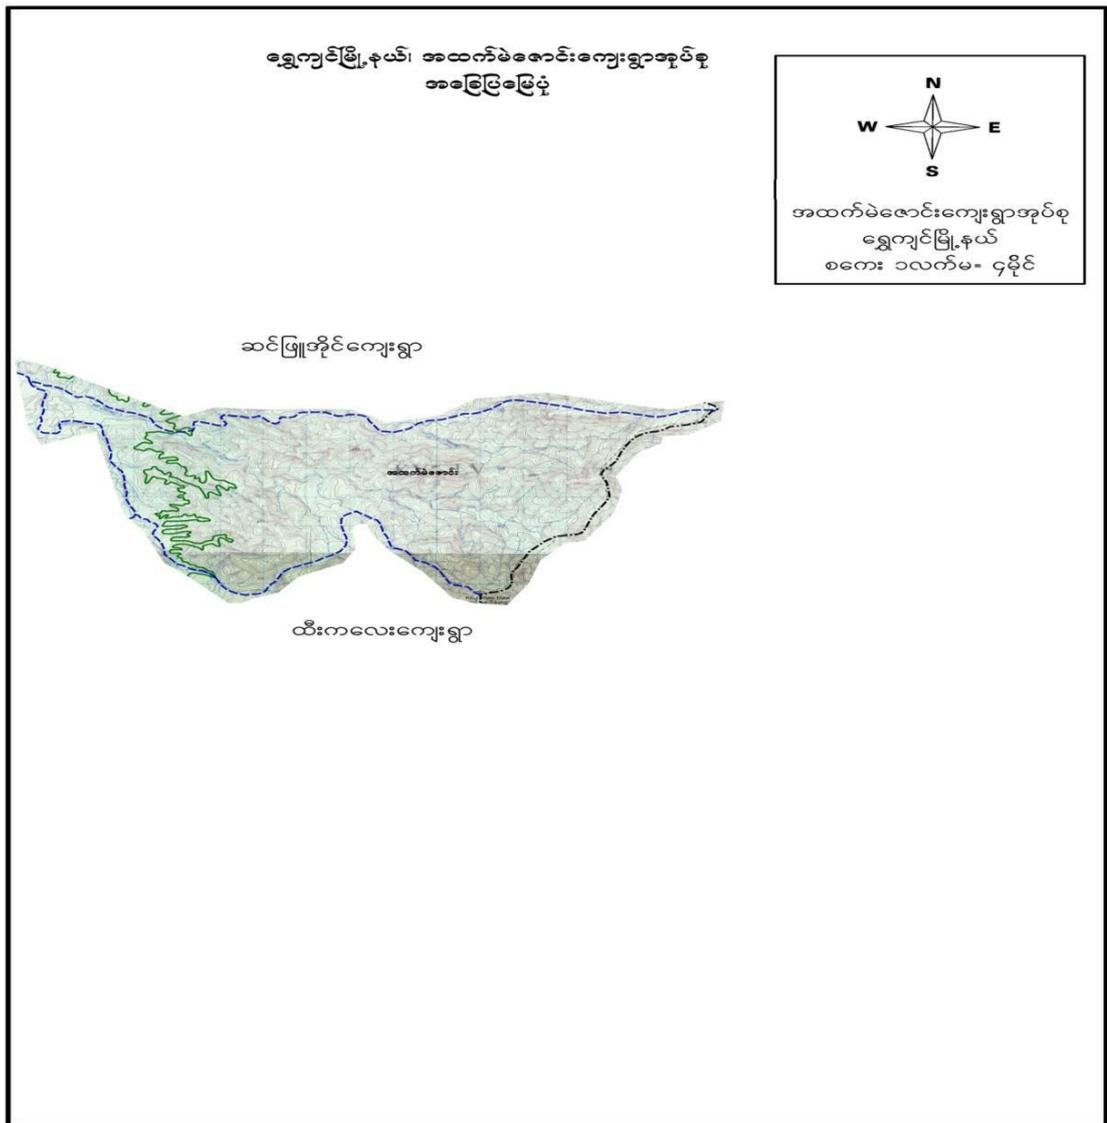 ရွှေကျင်မြို့နယ်၊ အထက်မဲဇောင်းကျေးရွာအုပ်စု
အခြေပြမြေပုံ
N
W E
S
အထက်မဲဇောင်းကျေးရွာအုပ်စု
ရွှေကျင်မြို့နယ်
စကေး ၁လက်မ= ၄မိုင်
ဆင်ဖြူအိုင်ကျေးရွာ
အထက်မဲဇောင်း
ထီးကလေးကျေးရွာ